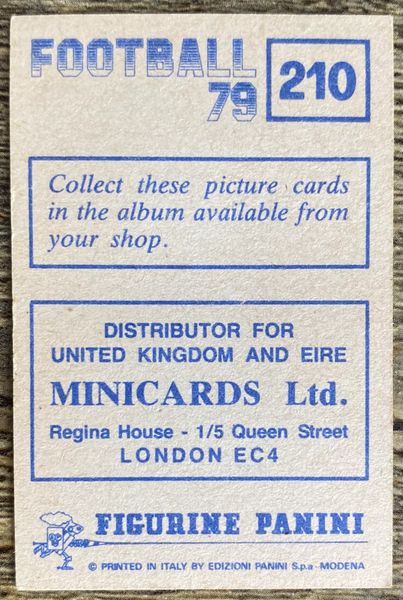 FOOTBALL
79
210
Collect these picture cards
in the album available from
your shop.
DISTRIBUTOR FOR
UNITED KINGDOM AND EIRE
MINICARDS Ltd.
Regina House - 1/5 Queen Street
LONDON EC4
FIGURINE PANINI
© PRINTED IN ITALY BY EDIZIONI PANINI S.p.a - MODENA